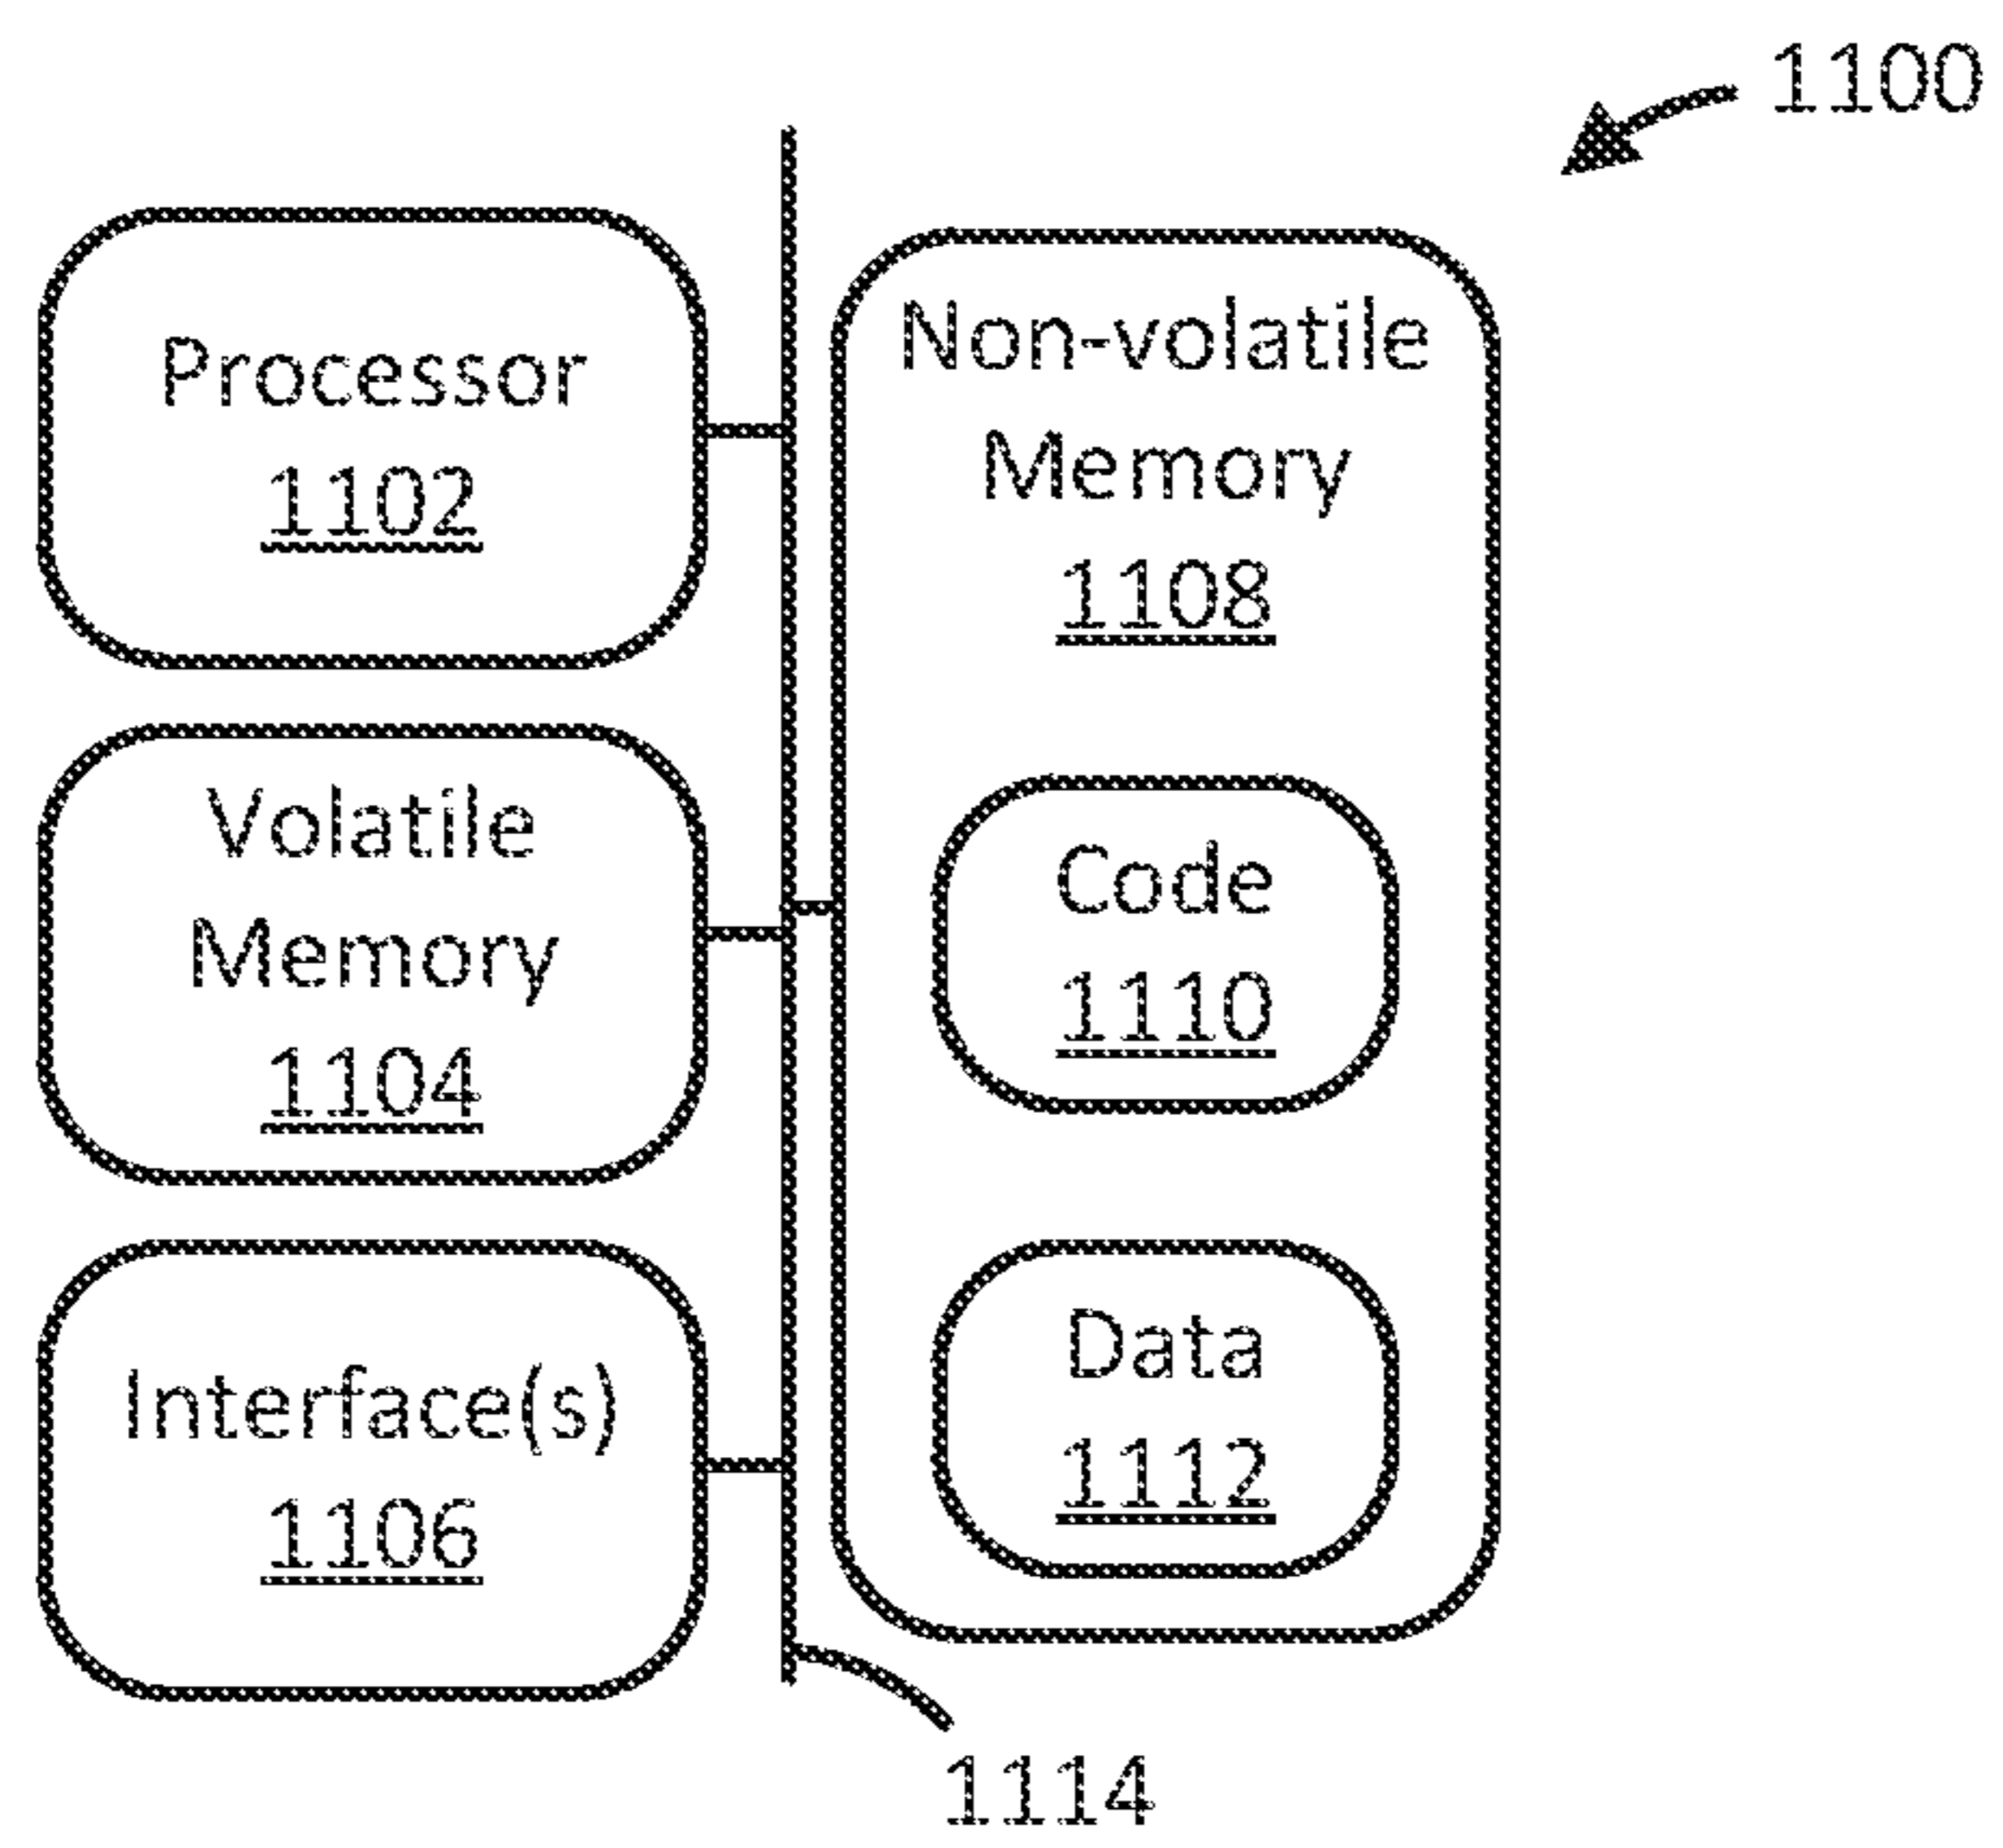 1100
Processor
1102
Volatile
Memory
1104
Interface(s)
1106
Non-volatile
Memory
1108
Code
1110
Data
1112
1114